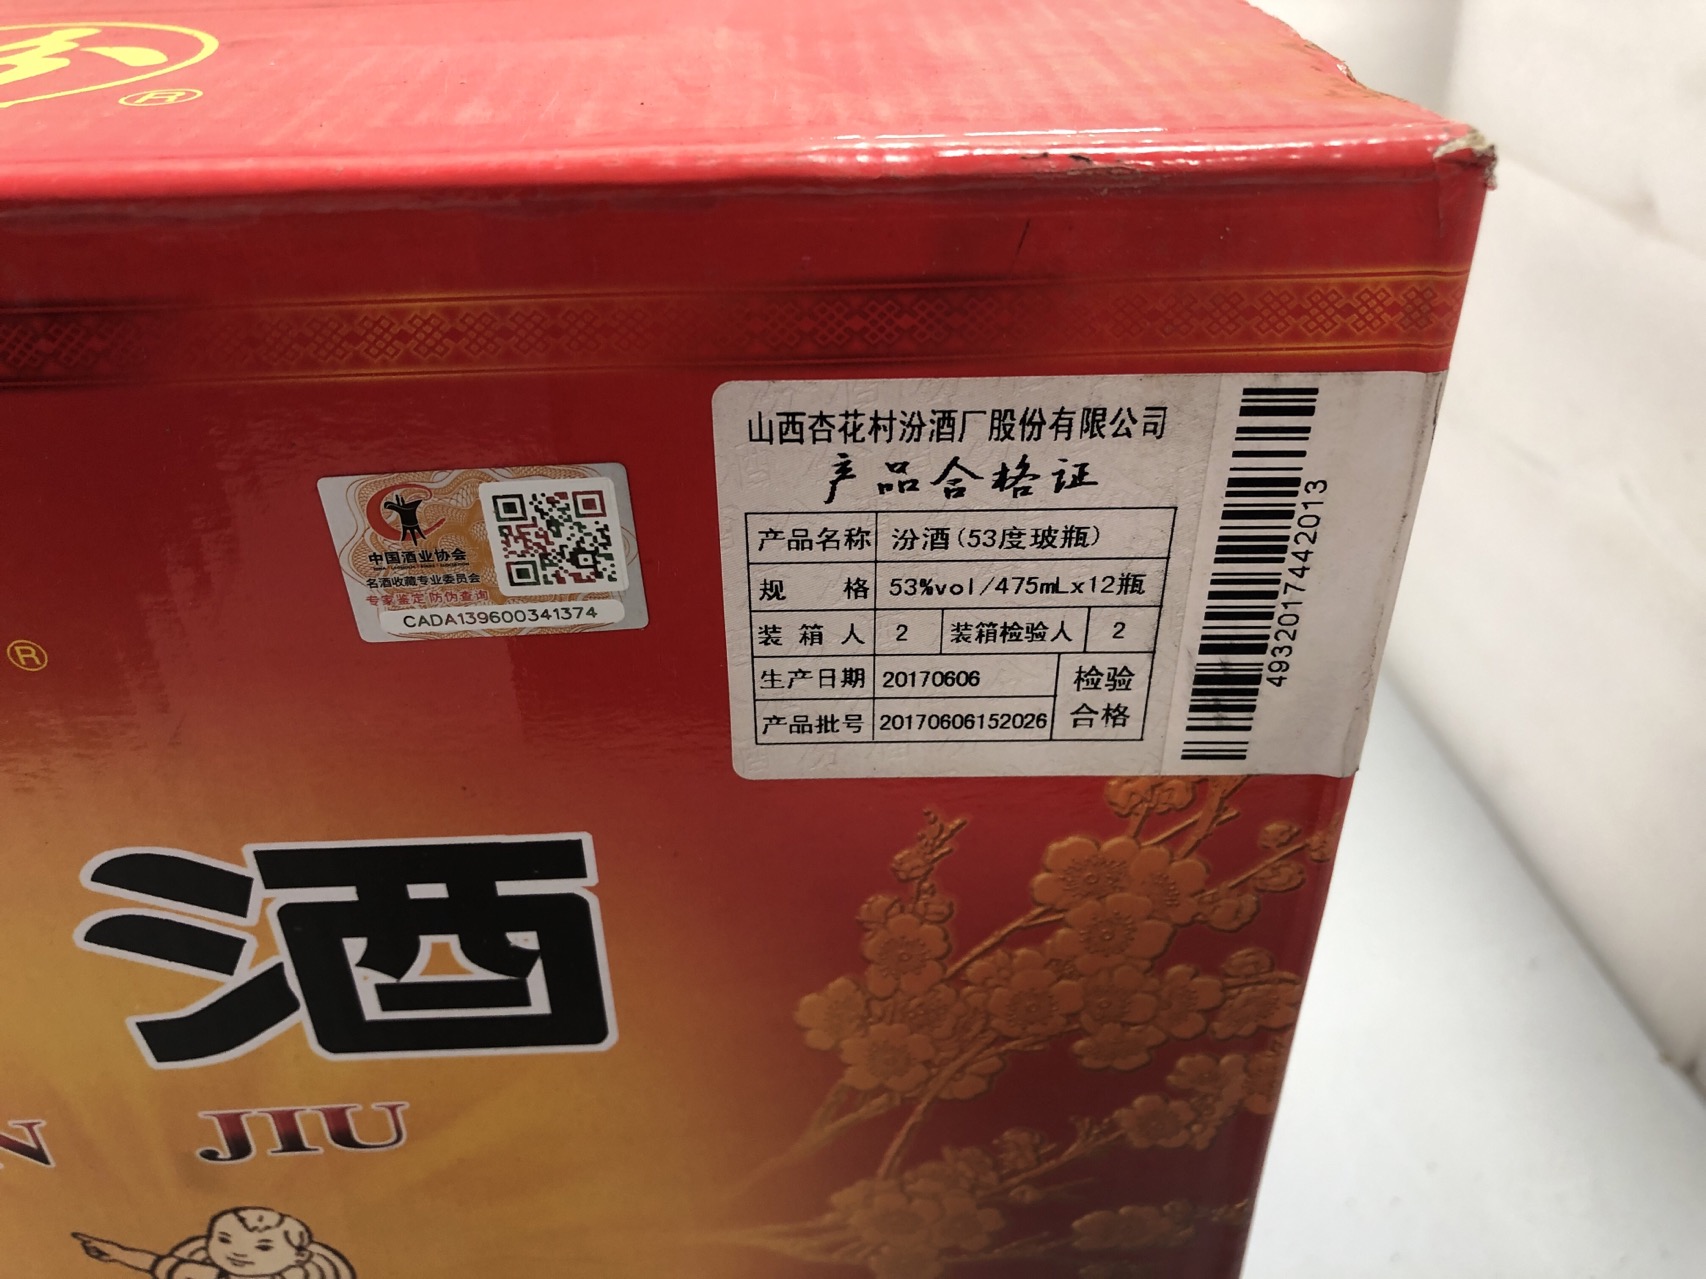 汾
®
山西杏花村汾酒厂股份有限公司
产品合格证
产品名称 汾酒(53度玻瓶)
规 格 53%vol/475mLx12瓶
装 箱 人 2 装箱检验人 2
生产日期 20170606 检验
产品批号 20170606152026 合格
4932017442013
中国酒业协会
名酒收藏专业委员会
专家鉴定 防伪查询
CADA139600341374
®
酒
N JIU